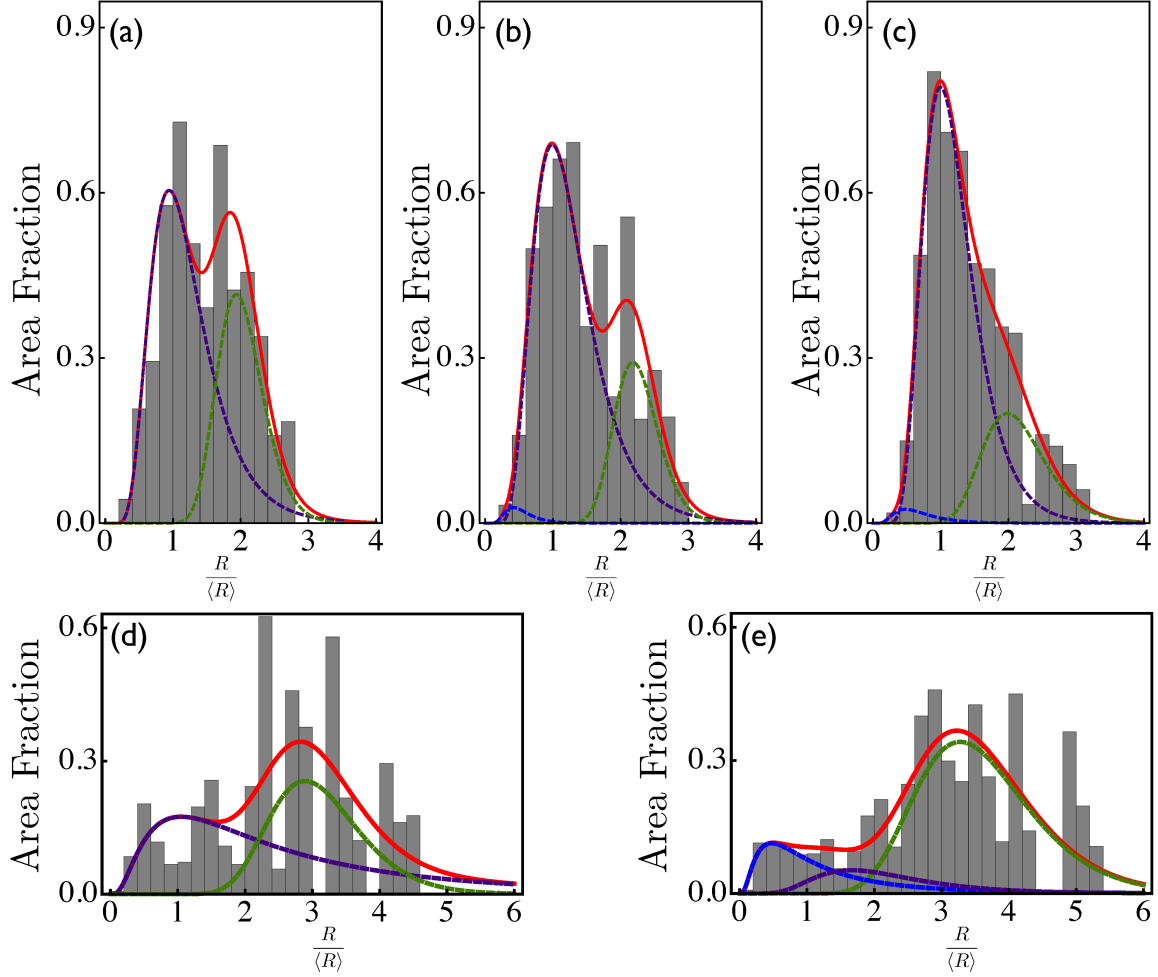 (a)
0.9
0.6
0.3
0.0
Area Fraction
0 1 2 3 4
R
⟨R⟩
(b)
0.9
0.6
0.3
0.0
Area Fraction
0 1 2 3 4
R
⟨R⟩
(c)
0.9
0.6
0.3
0.0
Area Fraction
0 1 2 3 4
R
⟨R⟩
(d)
0.6
0.3
0.0
Area Fraction
0 1 2 3 4 5 6
R
⟨R⟩
(e)
0.6
0.3
0.0
Area Fraction
0 1 2 3 4 5 6
R
⟨R⟩